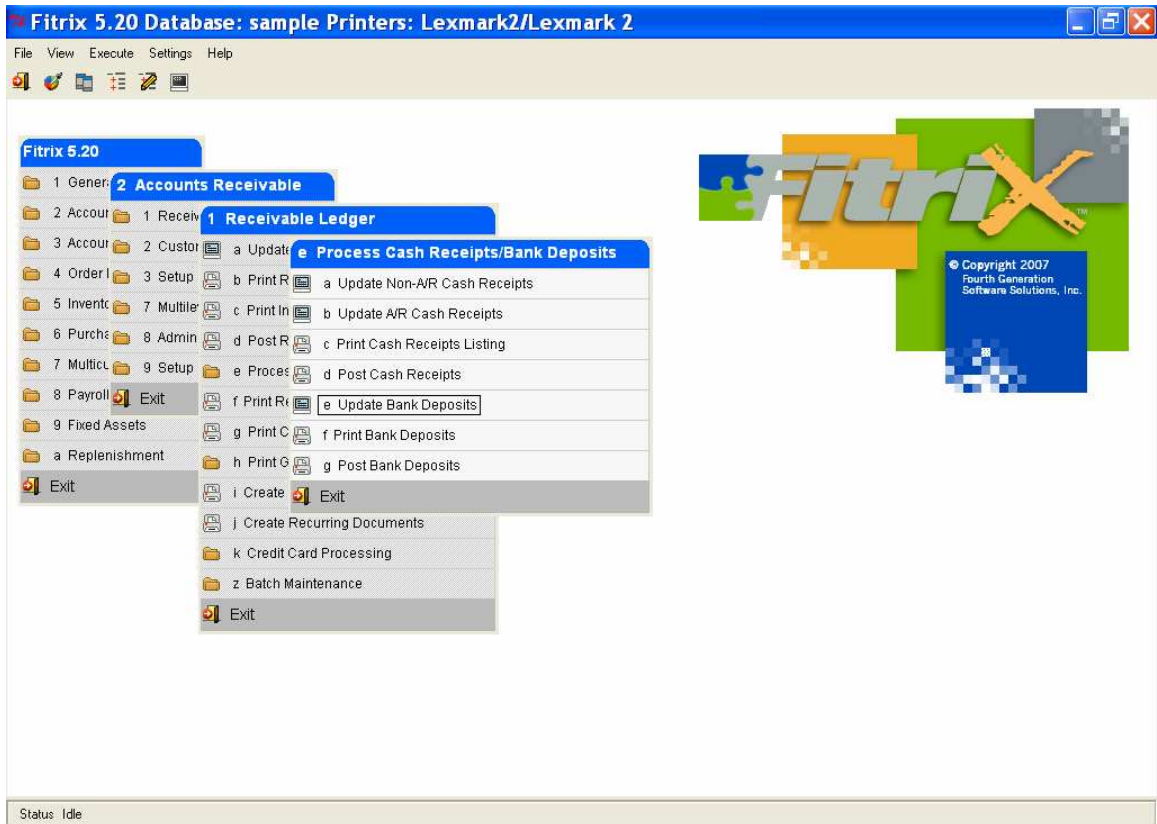 Fitrix 5.20 Database: sample Printers: Lexmark2/Lexmark 2
File View Execute Settings Help
Fitrix 5.20
1 Gener
2 Accour
3 Accour
4 Order
5 Invento
6 Purcha
7 Multicu
8 Payroll
9 Fixed Assets
a Replenishment
Exit
2 Accounts Receivable
1 Receiv
2 Custor
3 Setup
7 Multile
8 Admin
9 Setup
Exit
1 Receivable Ledger
a Update
b Print R
c Print In
d Post R
e Proces
f Print Re
g Print C
h Print G
i Create
j Create Recurring Documents
k Credit Card Processing
z Batch Maintenance
Exit
e Process Cash Receipts/Bank Deposits
a Update Non-A/R Cash Receipts
b Update A/R Cash Receipts
c Print Cash Receipts Listing
d Post Cash Receipts
e Update Bank Deposits
f Print Bank Deposits
g Post Bank Deposits
Exit
FitriX
TM
© Copyright 2007
Fourth Generation
Software Solutions, Inc.
Status Idle